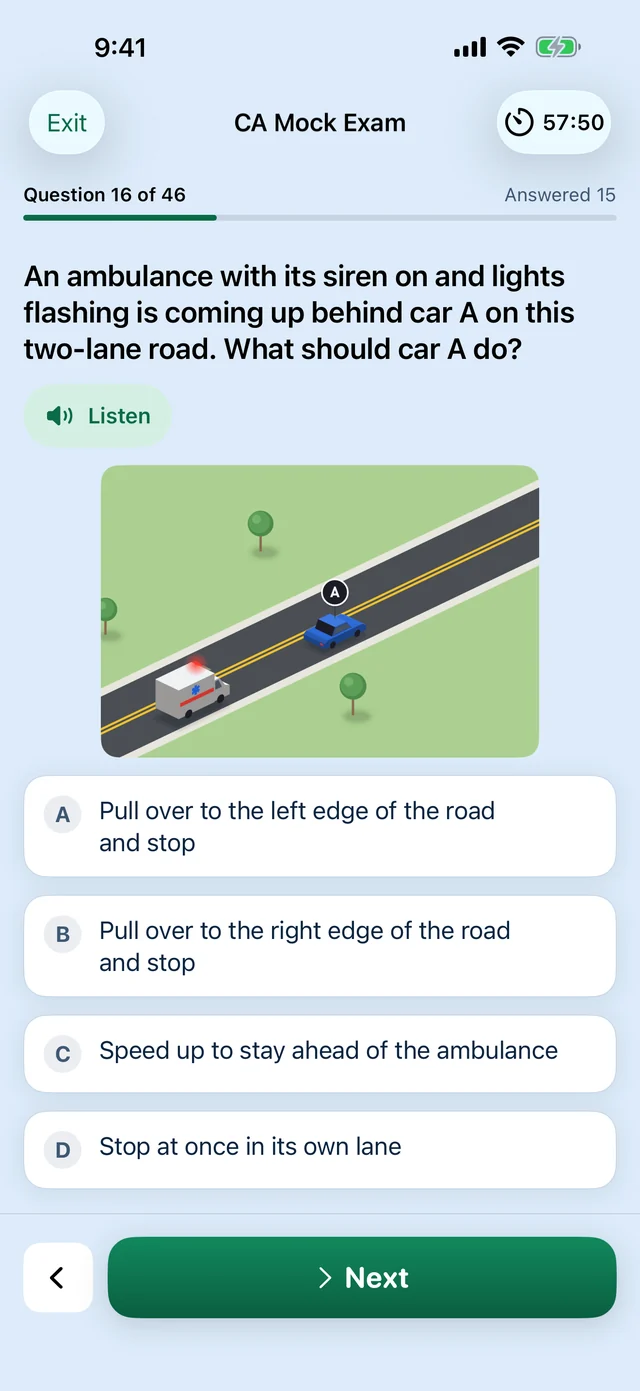 9:41
Exit
CA Mock Exam
57:50
Question 16 of 46
Answered 15
An ambulance with its siren on and lights
flashing is coming up behind car A on this
two-lane road. What should car A do?
Listen
A
A
Pull over to the left edge of the road
and stop
B
Pull over to the right edge of the road
and stop
C
Speed up to stay ahead of the ambulance
D
Stop at once in its own lane
Next